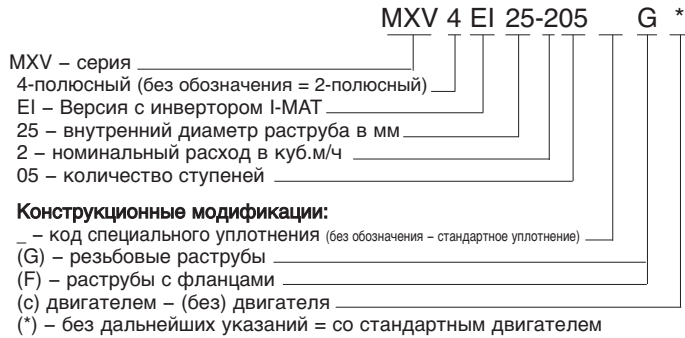 MXV 4 EI 25-205 _ G *
MXV – серия
4-полюсный (без обозначения = 2-полюсный)
EI – Версия с инвертором I-MAT
25 – внутренний диаметр раструба в мм
2 – номинальный расход в куб.м/ч
05 – количество ступеней
Конструкционные модификации:
_ – код специального уплотнения (без обозначения – стандартное уплотнение)
(G) – резьбовые раструбы
(F) – раструбы с фланцами
(с) двигателем – (без) двигателя
(*) – без дальнейших указаний = со стандартным двигателем